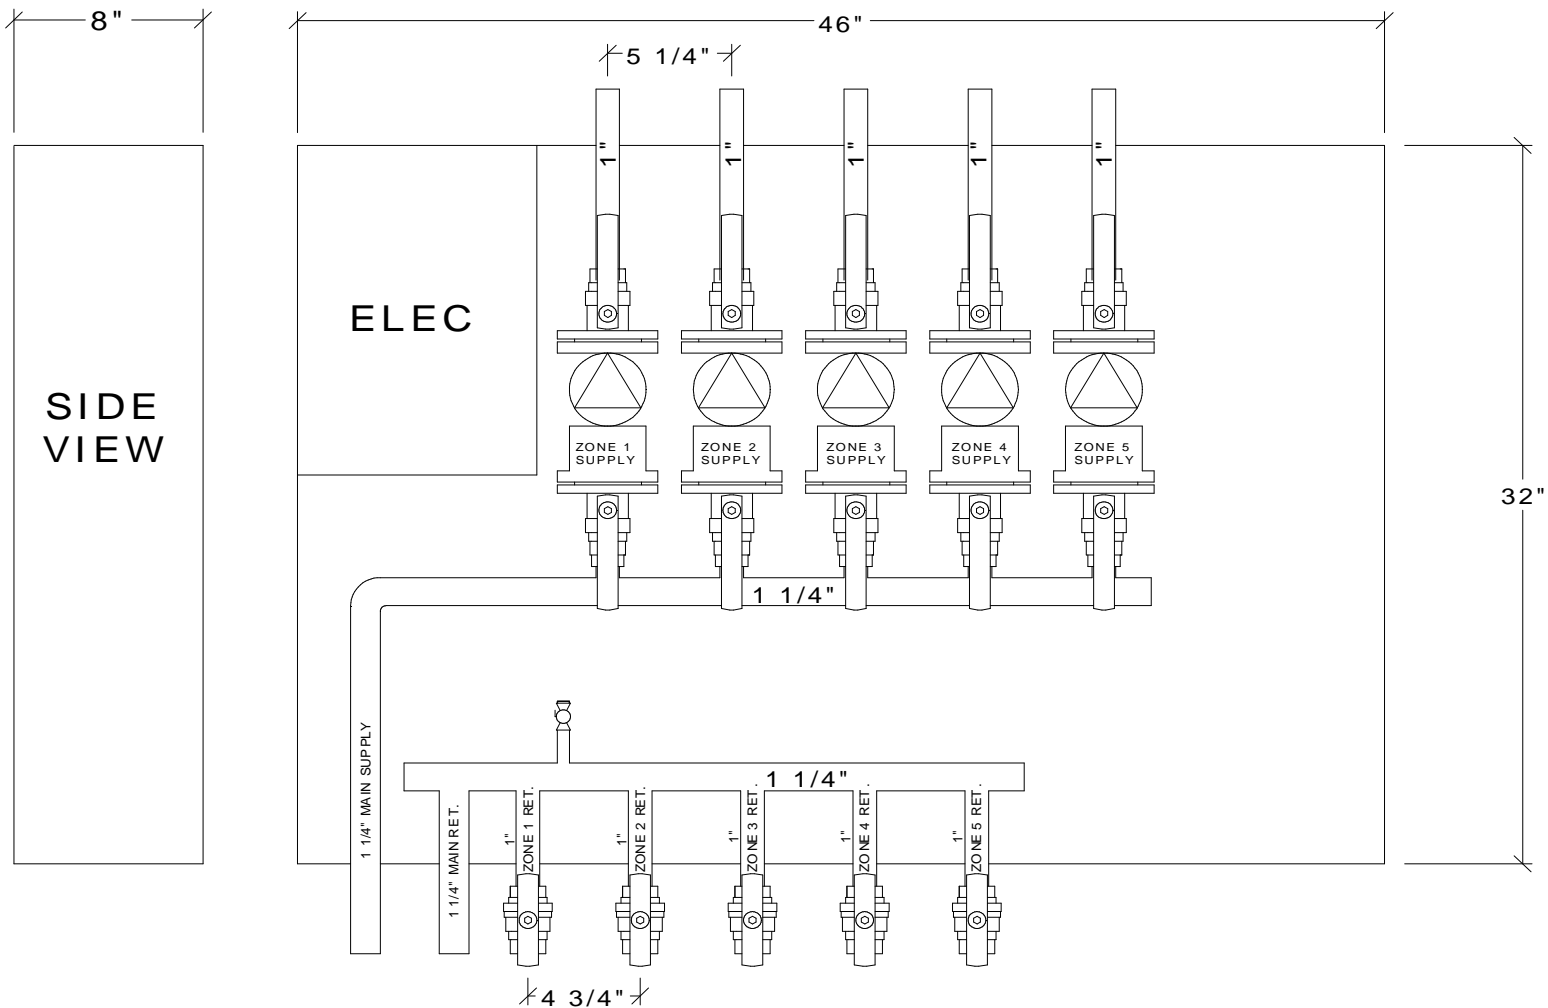 8"
46"
5 1/4"
1"
1"
1"
1"
1"
ELEC
SIDE
VIEW
ZONE 1
SUPPLY
ZONE 2
SUPPLY
ZONE 3
SUPPLY
ZONE 4
SUPPLY
ZONE 5
SUPPLY
32"
1 1/4"
1 1/4" MAIN SUPPLY
1 1/4"
1 1/4" MAIN RET.
1"
ZONE 1 RET.
1"
ZONE 2 RET.
1"
ZONE 3 RET.
1"
ZONE 4 RET.
1"
ZONE 5 RET.
4 3/4"